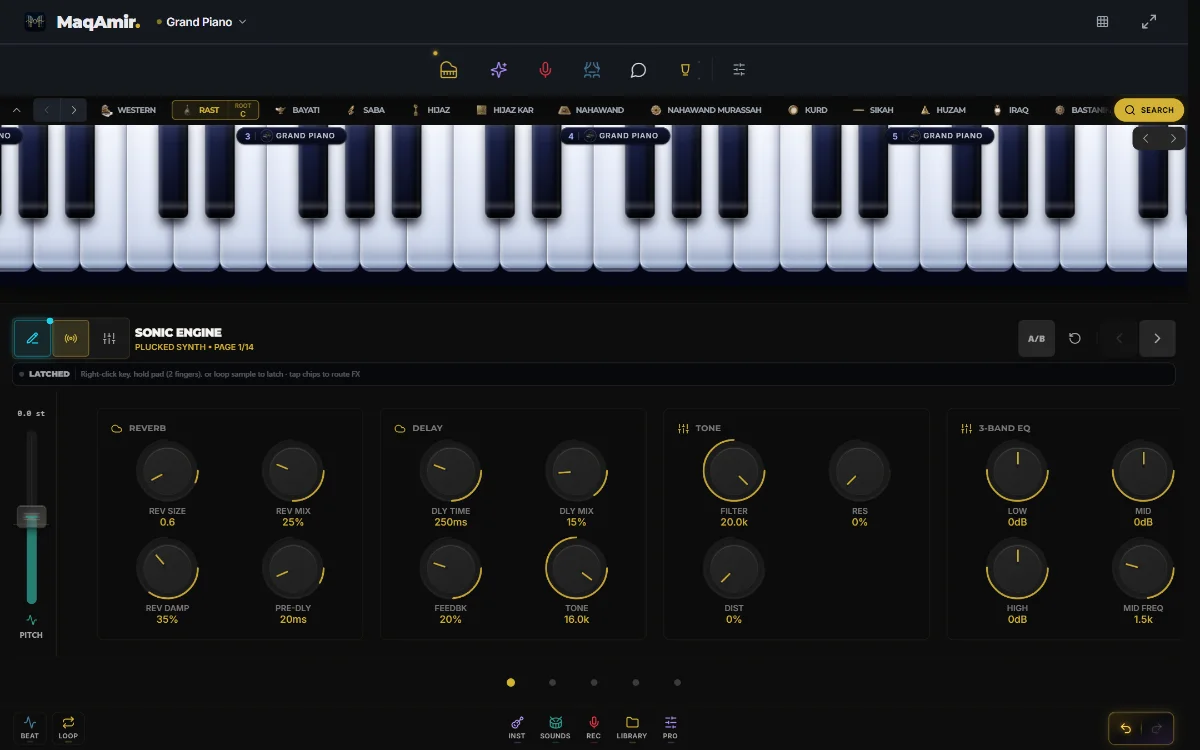 MaqAmir. Grand Piano
WESTERN RAST ROOT C BAYATI SABA HIJAZ HIJAZ KAR NAHAWAND NAHAWAND MURASSAH KURD SIKAH HUZAM IRAQ SEARCH
NO 3 GRAND PIANO 4 GRAND PIANO 5 GRAND PIANO
SONIC ENGINE
PLUCKED SYNTH • PAGE 1/14
A/B
LATCHED Right-click key, hold pad (2 fingers), or loop sample to latch · tap chips to route FX
0.0 st
REVERB DELAY TONE 3-BAND EQ
REV SIZE REV MIX DLY TIME DLY MIX FILTER RES LOW MID
0.6 25% 250ms 15% 20.0k 0% 0dB 0dB
REV DAMP PRE-DLY FEEDBK TONE DIST HIGH MID FREQ
35% 20ms 20% 16.0k 0% 0dB 1.5k
PITCH
BEAT LOOP INST SOUNDS REC LIBRARY PRO